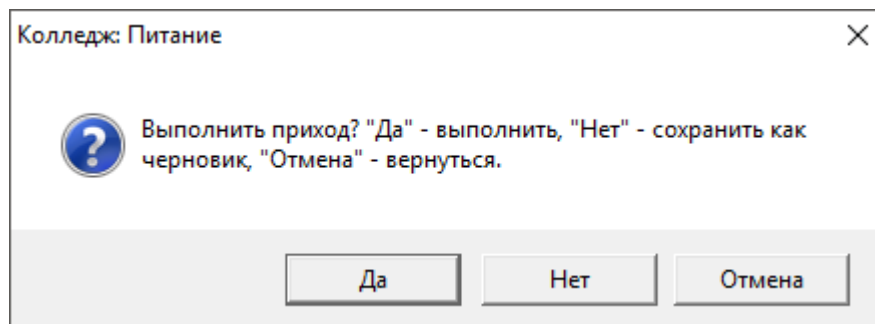 Колледж: Питание
Выполнить приход? "Да" - выполнить, "Нет" - сохранить как
черновик, "Отмена" - вернуться.
Да
Нет
Отмена